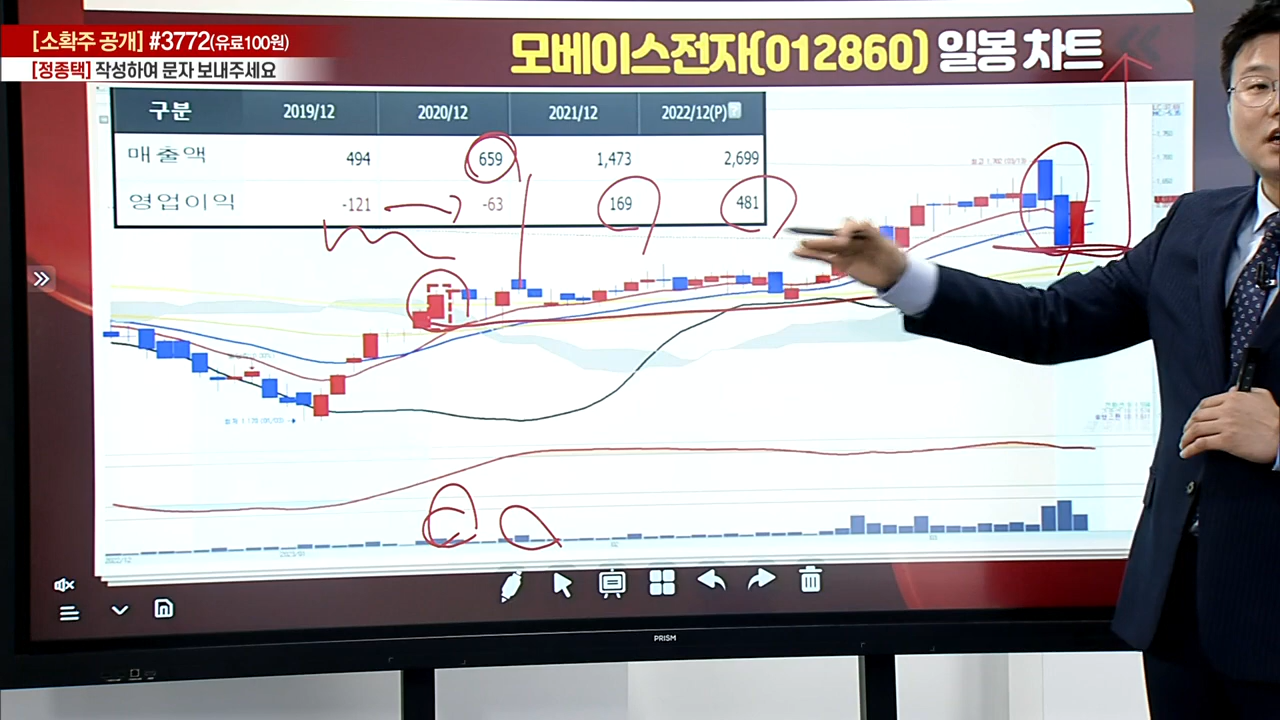 [소확주 공개] #3772(유료100원)
[정종택] 작성하여 문자 보내주세요
모베이스전자(012860) 일봉 차트
구분 2019/12 2020/12 2021/12 2022/12(P)?
매출액 494 659 1,473 2,699
영업이익 -121 -63 169 481
PRISM